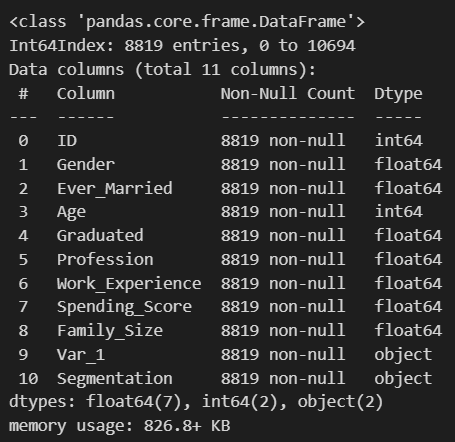 <class 'pandas.core.frame.DataFrame'>
Int64Index: 8819 entries, 0 to 10694
Data columns (total 11 columns):
 #   Column           Non-Null Count  Dtype
---  ------           --------------  -----
 0   ID               8819 non-null   int64
 1   Gender           8819 non-null   float64
 2   Ever_Married     8819 non-null   float64
 3   Age              8819 non-null   int64
 4   Graduated        8819 non-null   float64
 5   Profession       8819 non-null   float64
 6   Work_Experience  8819 non-null   float64
 7   Spending_Score   8819 non-null   float64
 8   Family_Size      8819 non-null   float64
 9   Var_1            8819 non-null   object
 10  Segmentation     8819 non-null   object
dtypes: float64(7), int64(2), object(2)
memory usage: 826.8+ KB